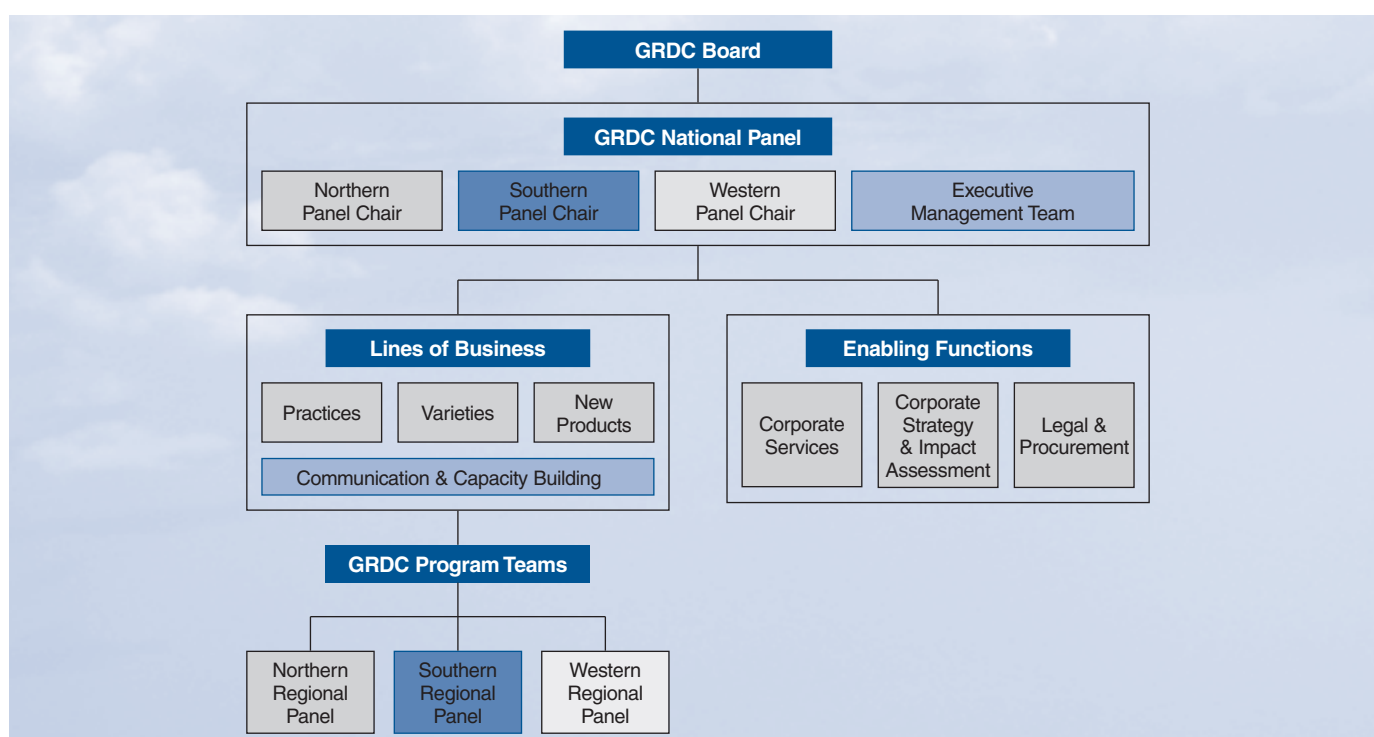 GRDC Board
GRDC National Panel
Northern
Panel Chair
Southern
Panel Chair
Western
Panel Chair
Executive
Management Team
Lines of Business
Practices
Varieties
New
Products
Communication & Capacity Building
Enabling Functions
Corporate
Services
Corporate
Strategy
& Impact
Assessment
Legal &
Procurement
GRDC Program Teams
Northern
Regional
Panel
Southern
Regional
Panel
Western
Regional
Panel